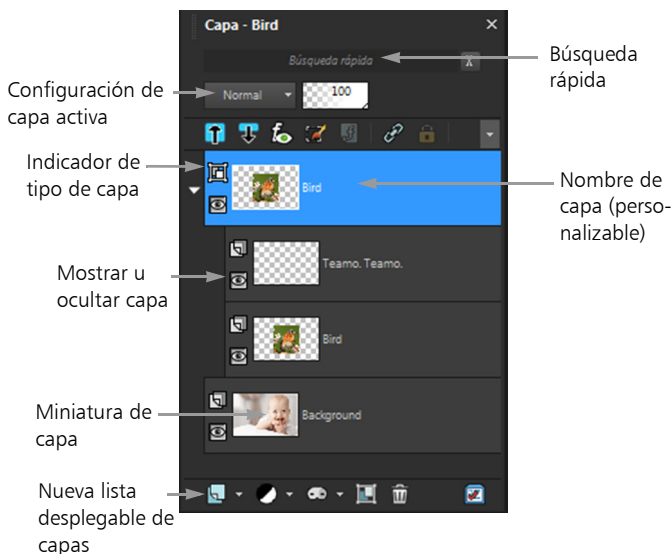 Capa - Bird
Búsqueda rápida
Búsqueda
rápida
Configuración de
capa activa
Normal
100
Indicador de
tipo de capa
Bird
Nombre de
capa (perso-
nalizable)
Mostrar u
ocultar capa
Teamo. Teamo.
Bird
Miniatura de
capa
Background
Nueva lista
desplegable de
capas